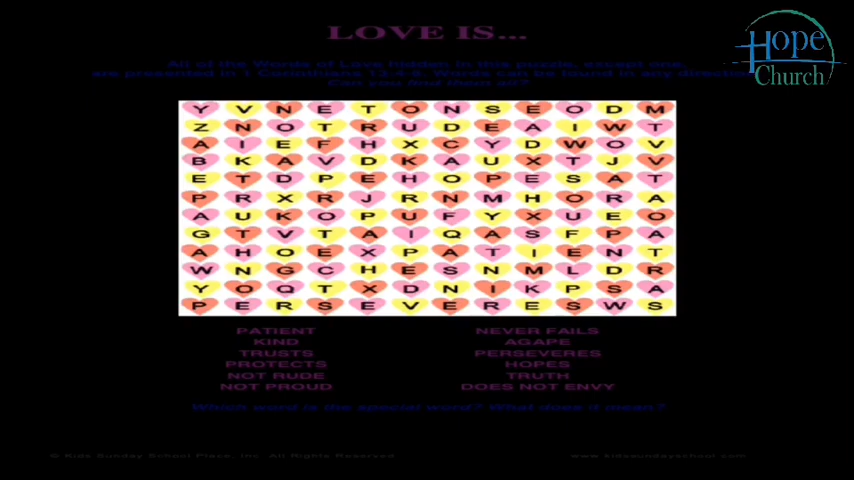 LOVE IS...
Hope
Church
All of the Words of Love hidden in this puzzle, except one,
are presented in 1 Corinthians 13:4-8. Words can be found in any
Can you find them all?
Y V N E T O N S E O D M
Z N O T R U D E A I W T
A I E F H X C Y D W O V
B K A V D K A U X T J V
E T D P E H O P E S A T
P R X R J R N M H O R A
A U K O P U F Y X U E O
G T V T A I Q A S F P A
A H O E X P A T I E N T
W N G C H E S N M L D R
Y O Q T X D N I K P S A
P E R S E V E R E S W S
PATIENT NEVER FAILS
KIND AGAPE
TRUSTS PERSEVERES
PROTECTS HOPES
NOT RUDE TRUTH
NOT PROUD DOES NOT ENVY
Which word is the special word? What does it mean?
© Kids Sunday School Place, Inc. All Rights Reserved www.kidssundayschool.com